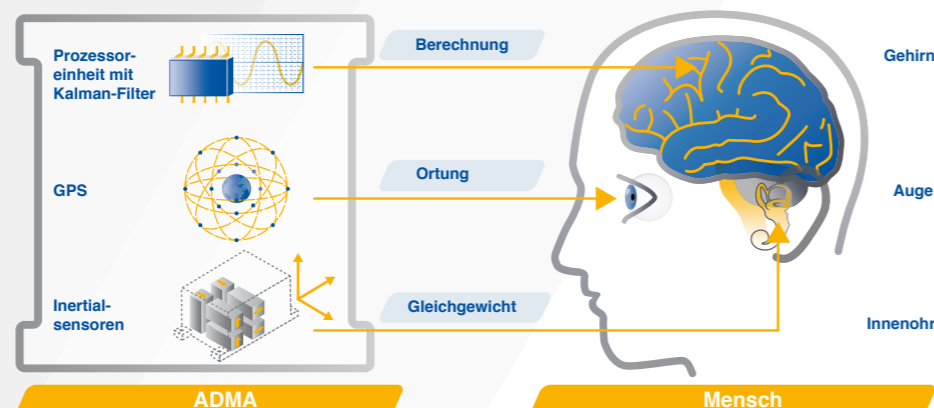 Prozessor-
einheit mit
Kalman-Filter
Berechnung
Gehirn
GPS
Ortung
Auge
Inertial-
sensoren
Gleichgewicht
Innenohr
ADMA
Mensch